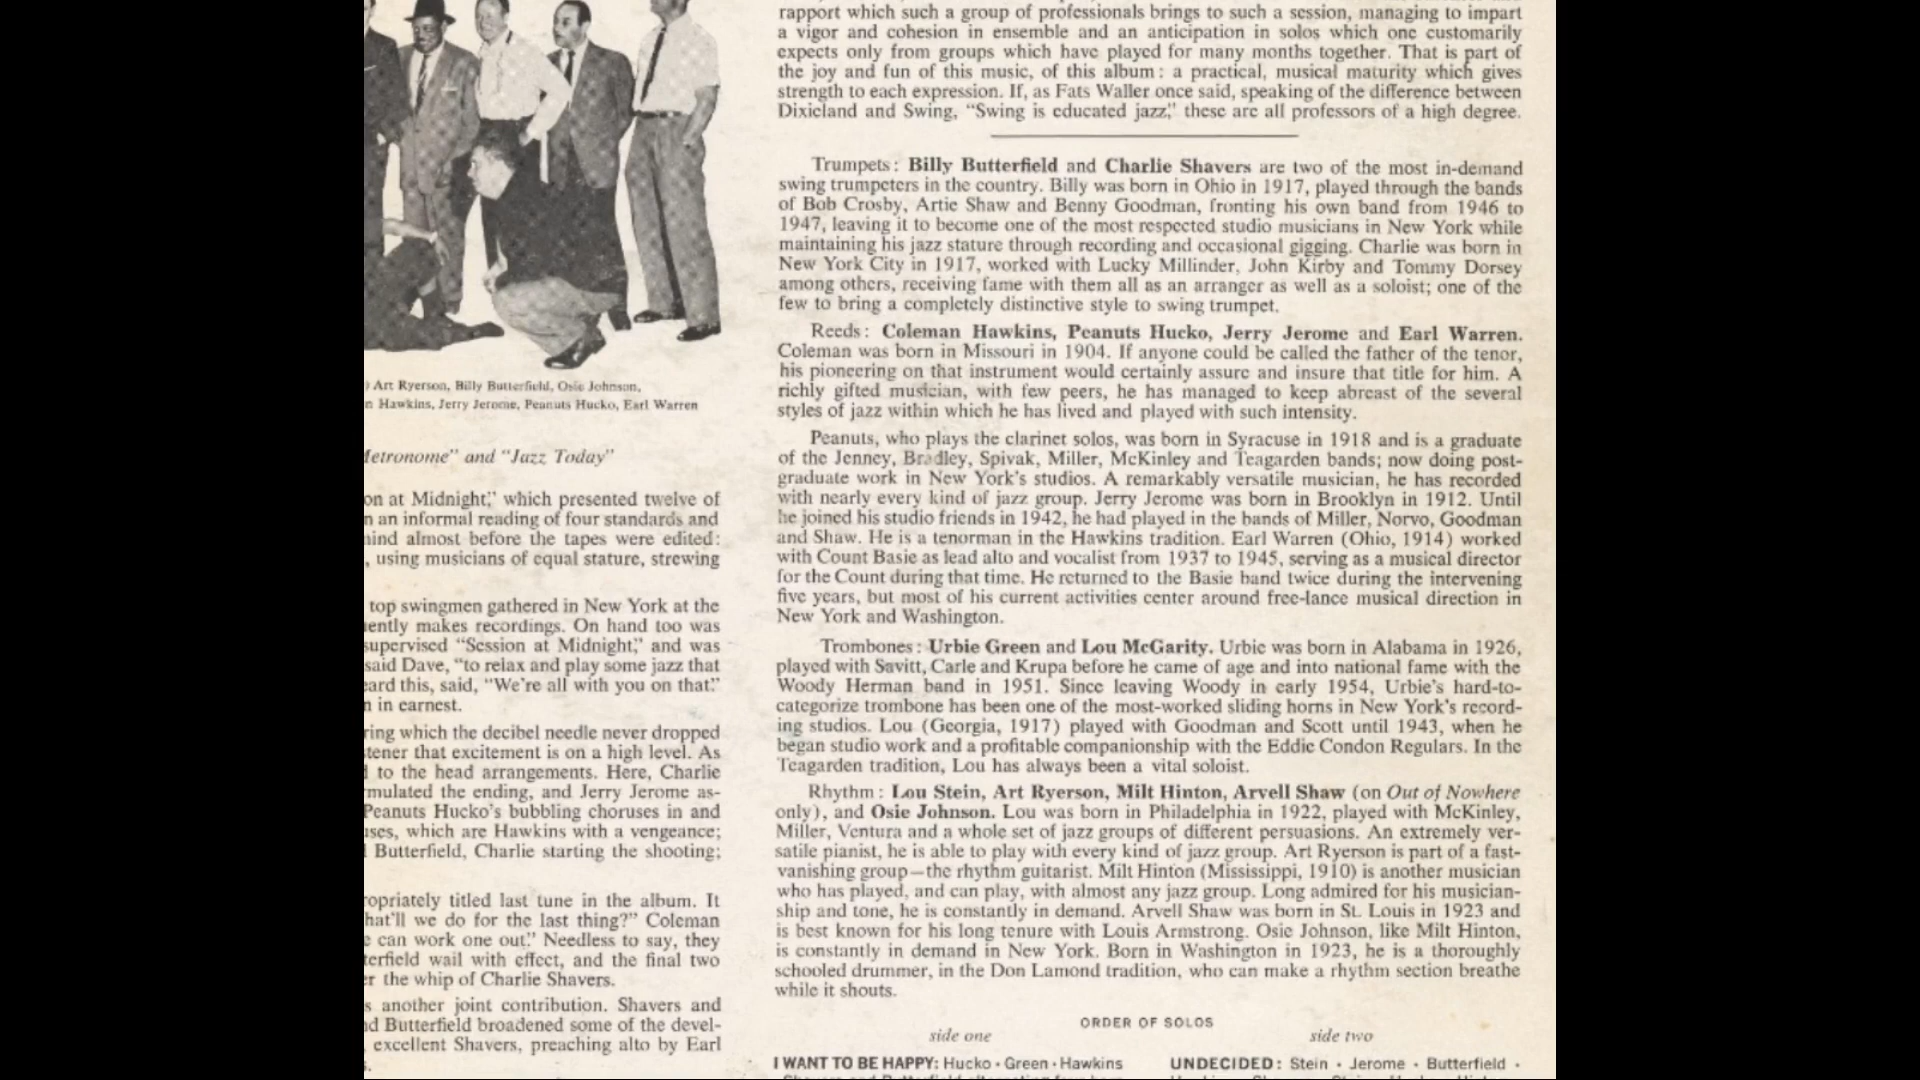 ) Art Ryerson, Billy Butterfield, Osie Johnson,
n Hawkins, Jerry Jerome, Peanuts Hucko, Earl Warren
Metronome" and "Jazz Today"
on at Midnight," which presented twelve of
n an informal reading of four standards and
mind almost before the tapes were edited:
, using musicians of equal stature, strewing
top swingmen gathered in New York at the
ently makes recordings. On hand too was
supervised "Session at Midnight," and was
said Dave, "to relax and play some jazz that
eard this, said, "We're all with you on that."
n in earnest.
ring which the decibel needle never dropped
tener that excitement is on a high level. As
d to the head arrangements. Here, Charlie
rmulated the ending, and Jerry Jerome as-
Peanuts Hucko's bubbling choruses in and
uses, which are Hawkins with a vengeance;
l Butterfield, Charlie starting the shooting;
ropriately titled last tune in the album. It
hat'll we do for the last thing?" Coleman
e can work one out." Needless to say, they
terfield wail with effect, and the final two
er the whip of Charlie Shavers.
s another joint contribution. Shavers and
nd Butterfield broadened some of the devel-
, excellent Shavers, preaching alto by Earl
s.
rapport which such a group of professionals brings to such a session, managing to impart
a vigor and cohesion in ensemble and an anticipation in solos which one customarily
expects only from groups which have played for many months together. That is part of
the joy and fun of this music, of this album: a practical, musical maturity which gives
strength to each expression. If, as Fats Waller once said, speaking of the difference between
Dixieland and Swing, "Swing is educated jazz," these are all professors of a high degree.
Trumpets: Billy Butterfield and Charlie Shavers are two of the most in-demand
swing trumpeters in the country. Billy was born in Ohio in 1917, played through the bands
of Bob Crosby, Artie Shaw and Benny Goodman, fronting his own band from 1946 to
1947, leaving it to become one of the most respected studio musicians in New York while
maintaining his jazz stature through recording and occasional gigging. Charlie was born in
New York City in 1917, worked with Lucky Millinder, John Kirby and Tommy Dorsey
among others, receiving fame with them all as an arranger as well as a soloist; one of the
few to bring a completely distinctive style to swing trumpet.
Reeds: Coleman Hawkins, Peanuts Hucko, Jerry Jerome and Earl Warren.
Coleman was born in Missouri in 1904. If anyone could be called the father of the tenor,
his pioneering on that instrument would certainly assure and insure that title for him. A
richly gifted musician, with few peers, he has managed to keep abreast of the several
styles of jazz within which he has lived and played with such intensity.
Peanuts, who plays the clarinet solos, was born in Syracuse in 1918 and is a graduate
of the Jenney, Bradley, Spivak, Miller, McKinley and Teagarden bands; now doing post-
graduate work in New York's studios. A remarkably versatile musician, he has recorded
with nearly every kind of jazz group. Jerry Jerome was born in Brooklyn in 1912. Until
he joined his studio friends in 1942, he had played in the bands of Miller, Norvo, Goodman
and Shaw. He is a tenorman in the Hawkins tradition. Earl Warren (Ohio, 1914) worked
with Count Basie as lead alto and vocalist from 1937 to 1945, serving as a musical director
for the Count during that time. He returned to the Basie band twice during the intervening
five years, but most of his current activities center around free-lance musical direction in
New York and Washington.
Trombones: Urbie Green and Lou McGarity. Urbie was born in Alabama in 1926,
played with Savitt, Carle and Krupa before he came of age and into national fame with the
Woody Herman band in 1951. Since leaving Woody in early 1954, Urbie's hard-to-
categorize trombone has been one of the most-worked sliding horns in New York's record-
ing studios. Lou (Georgia, 1917) played with Goodman and Scott until 1943, when he
began studio work and a profitable companionship with the Eddie Condon Regulars. In the
Teagarden tradition, Lou has always been a vital soloist.
Rhythm: Lou Stein, Art Ryerson, Milt Hinton, Arvell Shaw (on Out of Nowhere
only), and Osie Johnson. Lou was born in Philadelphia in 1922, played with McKinley,
Miller, Ventura and a whole set of jazz groups of different persuasions. An extremely ver-
satile pianist, he is able to play with every kind of jazz group. Art Ryerson is part of a fast-
vanishing group—the rhythm guitarist. Milt Hinton (Mississippi, 1910) is another musician
who has played, and can play, with almost any jazz group. Long admired for his musician-
ship and tone, he is constantly in demand. Arvell Shaw was born in St. Louis in 1923 and
is best known for his long tenure with Louis Armstrong. Osie Johnson, like Milt Hinton,
is constantly in demand in New York. Born in Washington in 1923, he is a thoroughly
schooled drummer, in the Don Lamond tradition, who can make a rhythm section breathe
while it shouts.
ORDER OF SOLOS
side one
side two
I WANT TO BE HAPPY: Hucko • Green • Hawkins
UNDECIDED: Stein • Jerome • Butterfield •